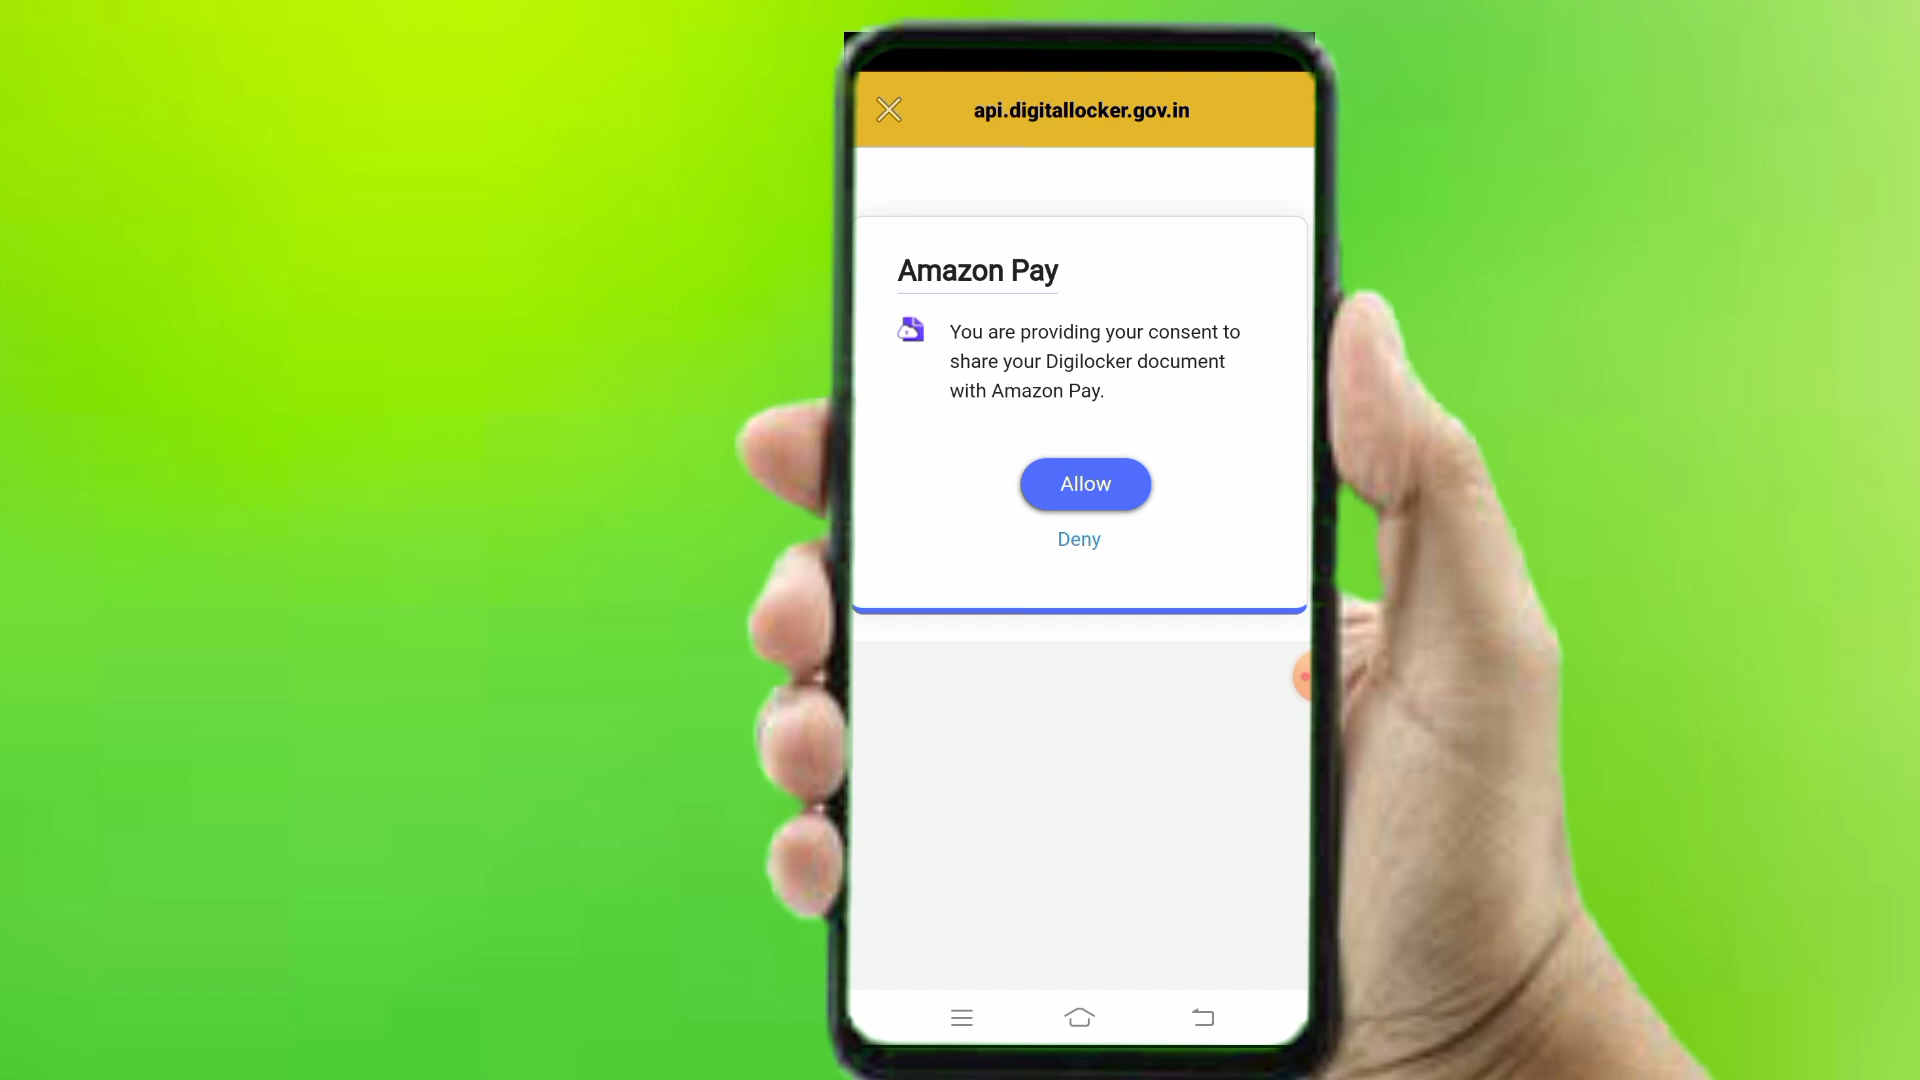 api.digitallocker.gov.in
Amazon Pay
You are providing your consent to
share your Digilocker document
with Amazon Pay.
Allow
Deny